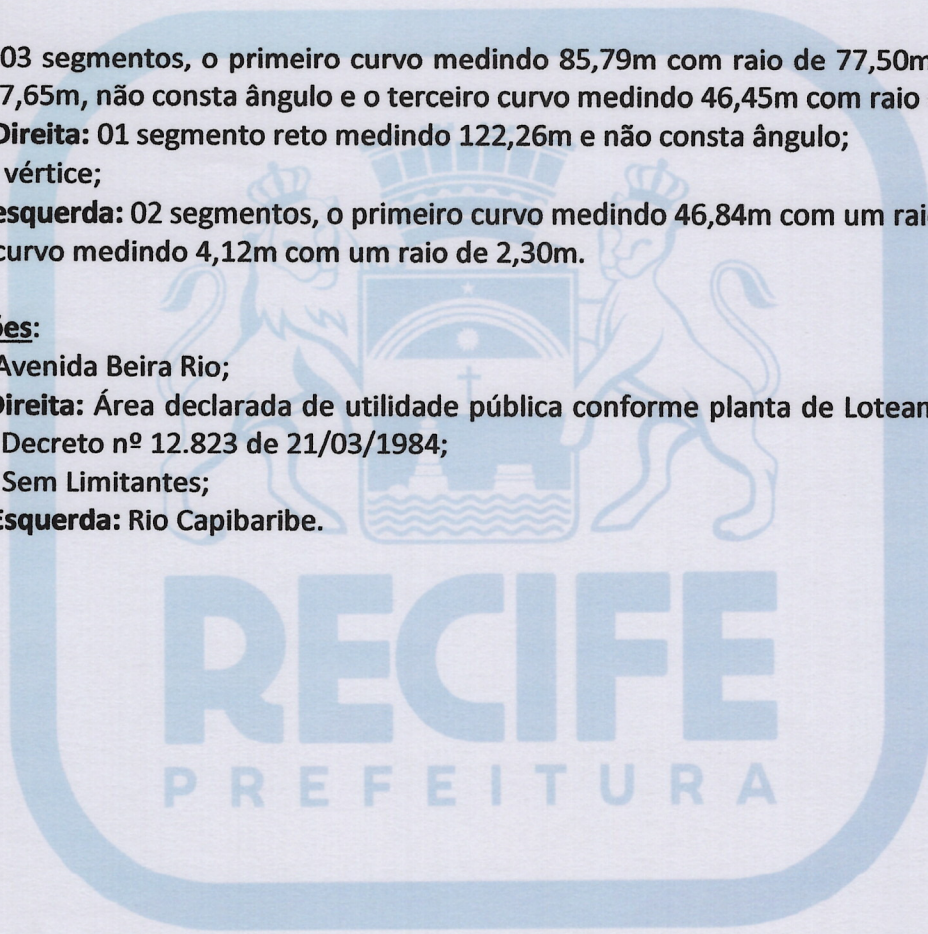 03 segmentos, o primeiro curvo medindo 85,79m com raio de 77,50m
7,65m, não consta ângulo e o terceiro curvo medindo 46,45m com raio
Direita: 01 segmento reto medindo 122,26m e não consta ângulo;
vértice;
esquerda: 02 segmentos, o primeiro curvo medindo 46,84m com um rai
curvo medindo 4,12m com um raio de 2,30m.
ões:
Avenida Beira Rio;
Direita: Área declarada de utilidade pública conforme planta de Lotean
Decreto nº 12.823 de 21/03/1984;
Sem Limitantes;
Esquerda: Rio Capibaribe.
RECIFE
PREFEITURA